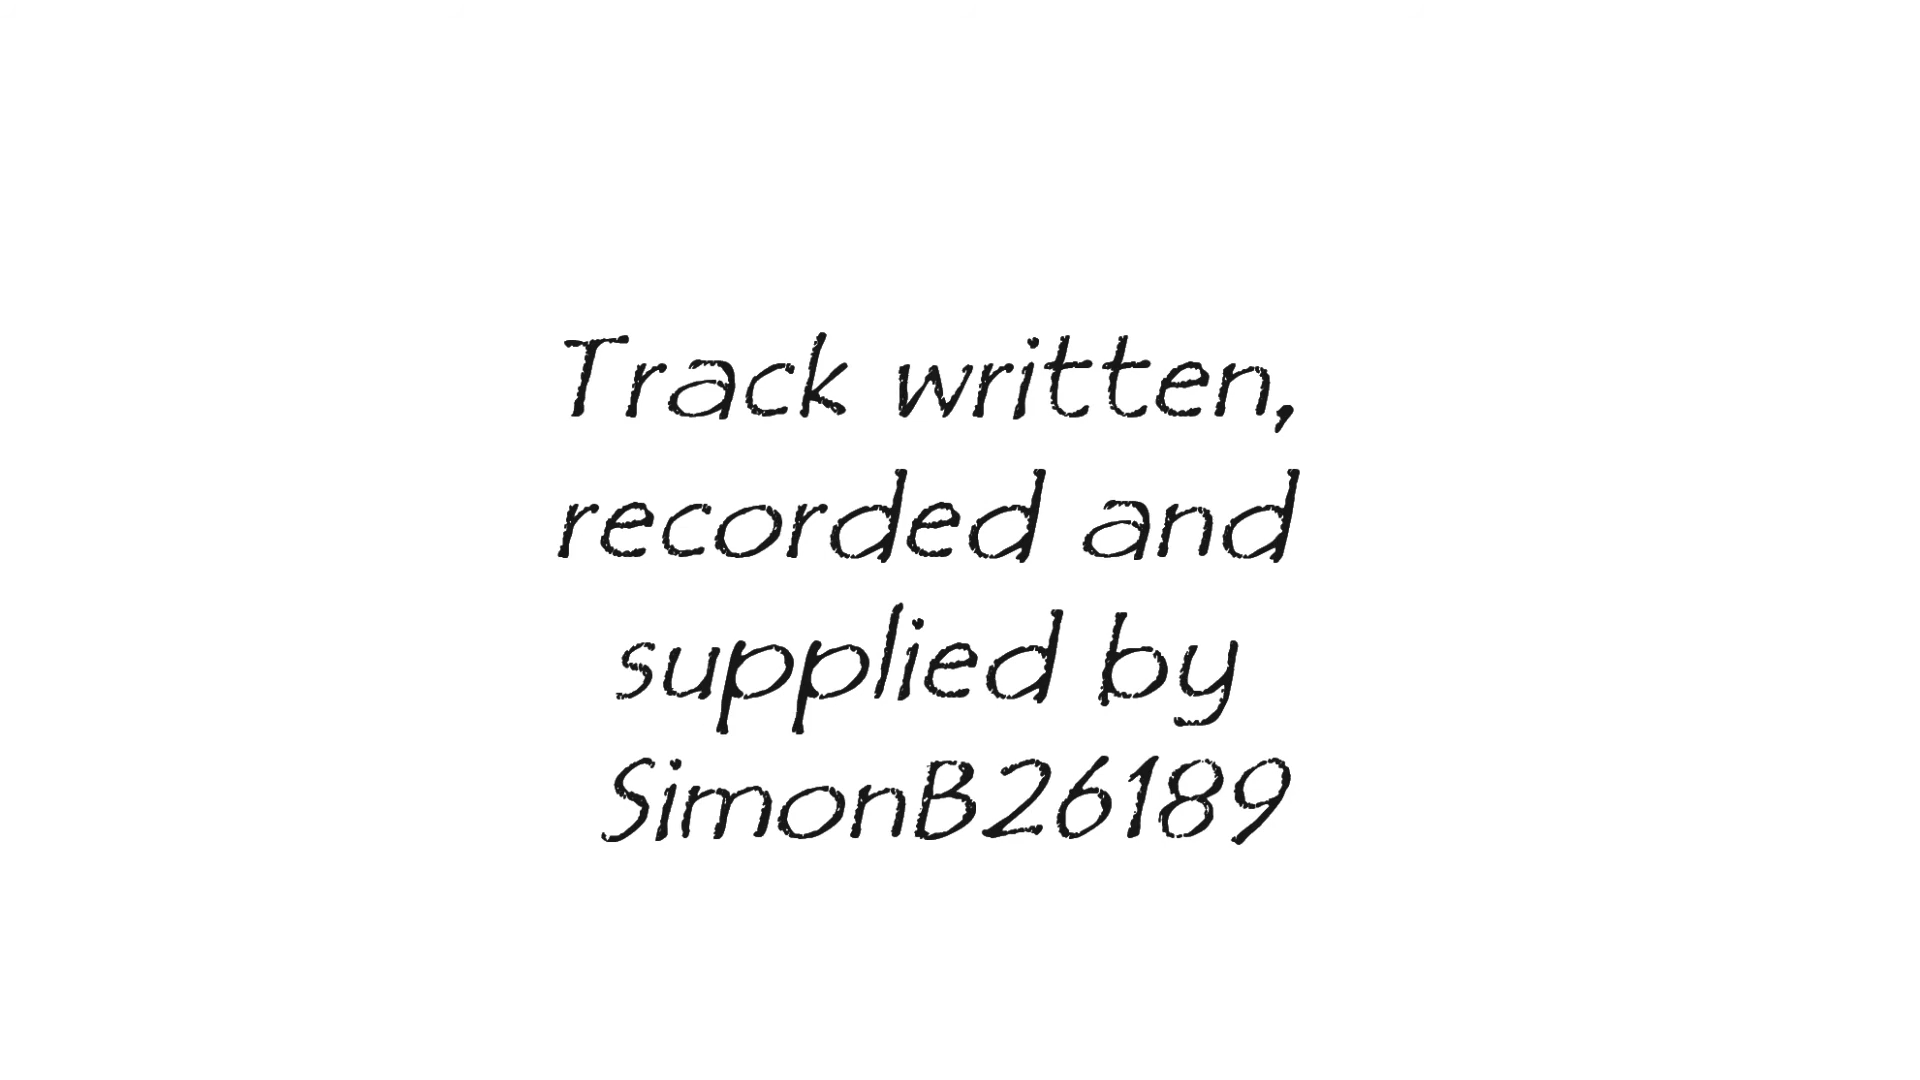 Track written,
recorded and
supplied by
SimonB26189